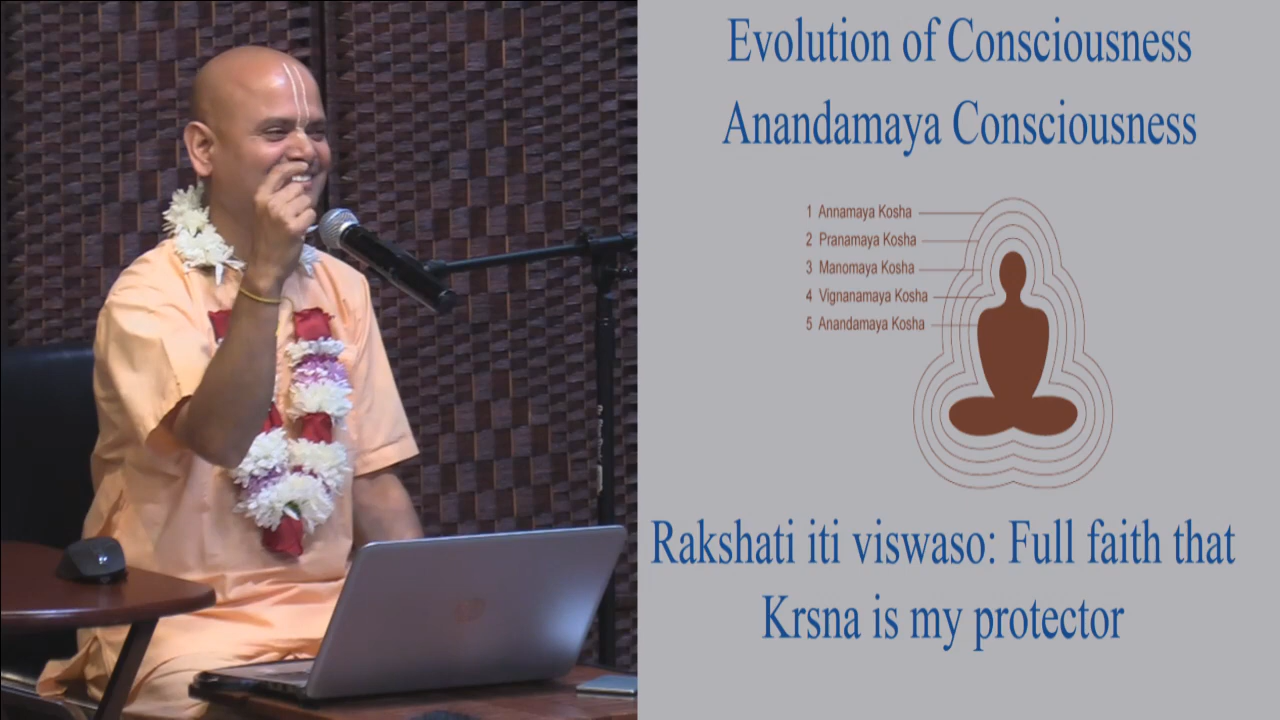 Evolution of Consciousness
Anandamaya Consciousness
1 Annamaya Kosha
2 Pranamaya Kosha
3 Manomaya Kosha
4 Vignanamaya Kosha
5 Anandamaya Kosha
Rakshati iti viswaso: Full faith that
Krsna is my protector